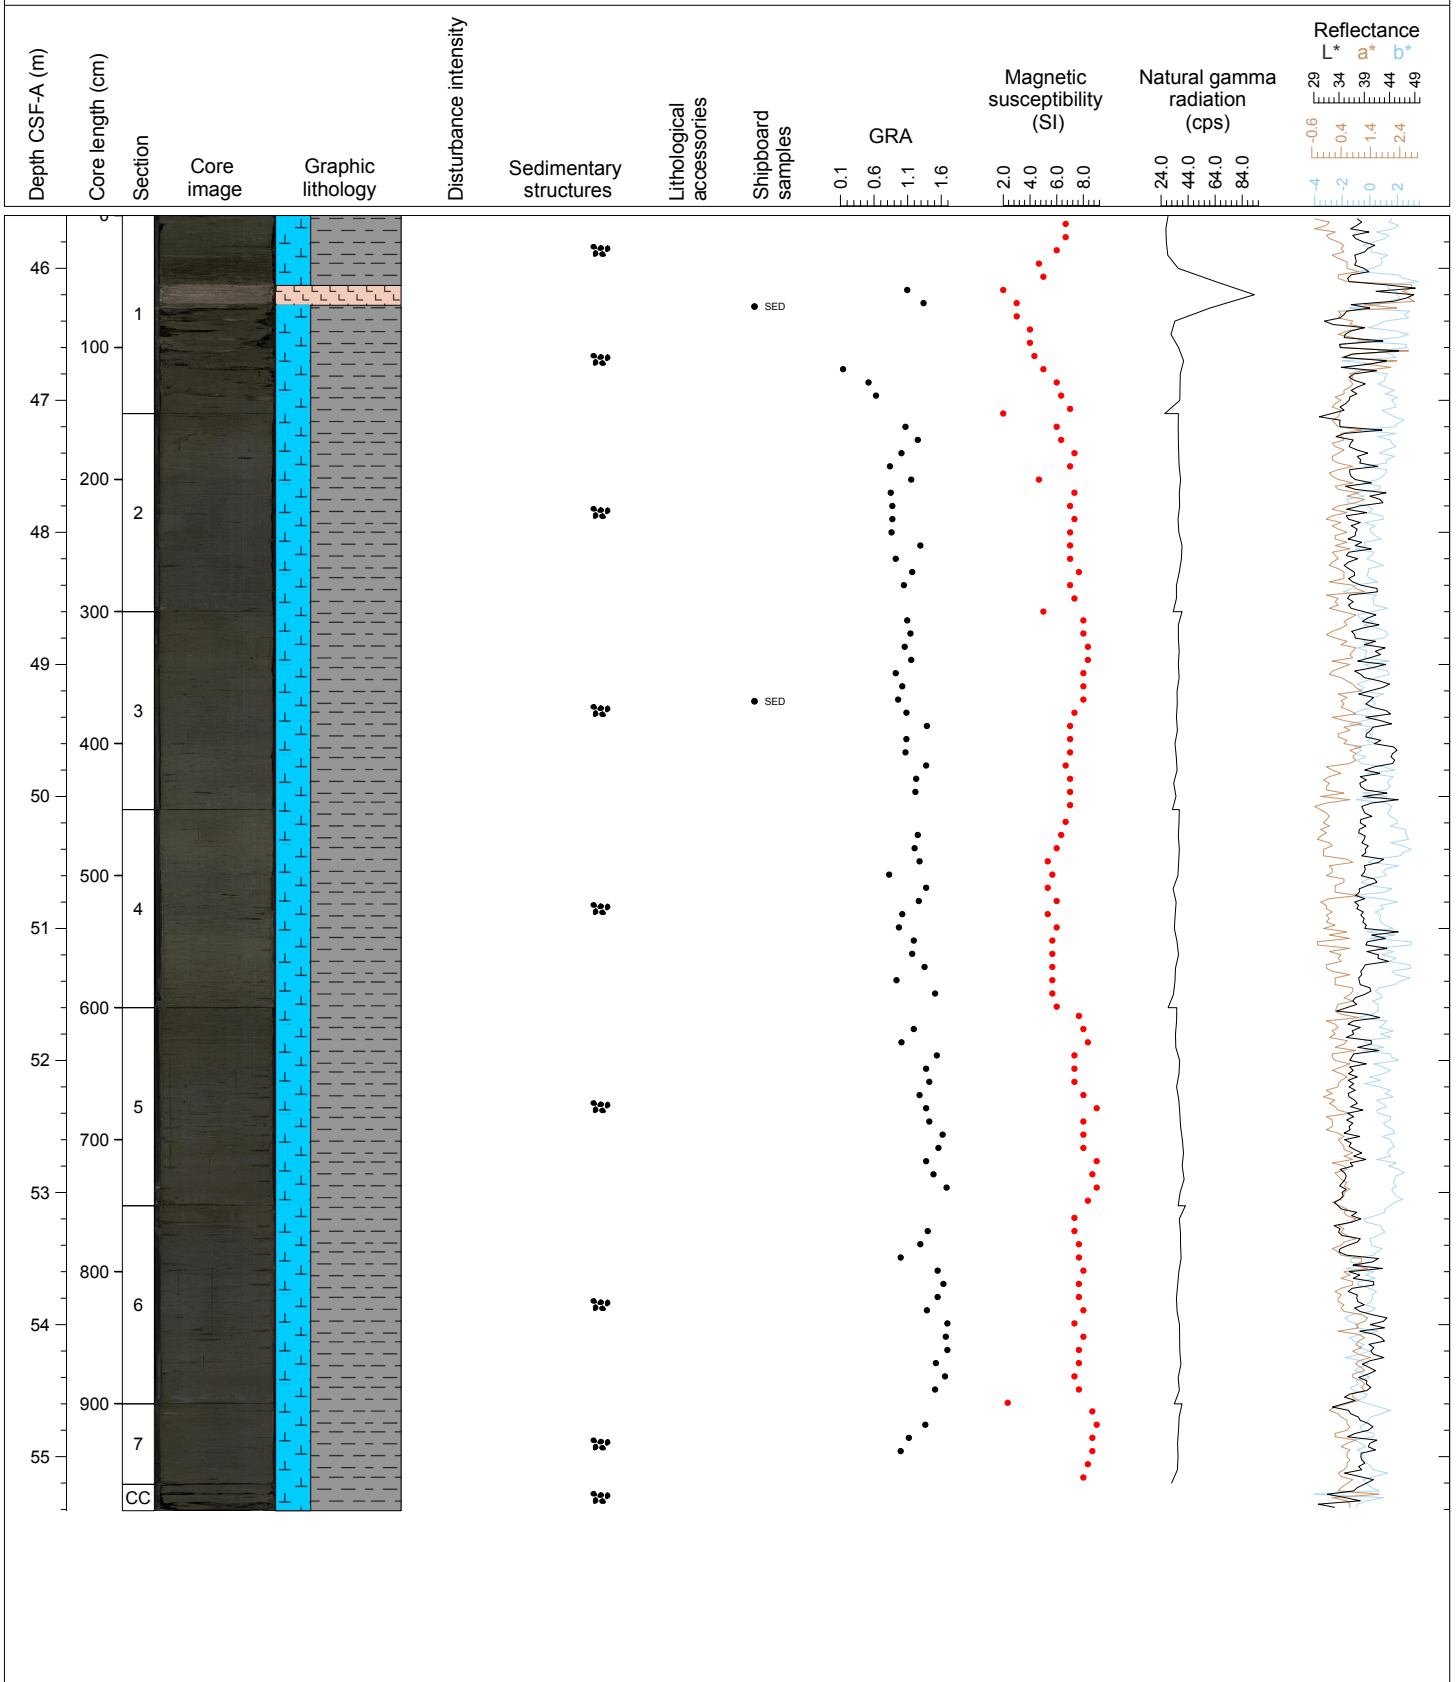 Depth CSF-A (m)
Core length (cm)
Section
Core
image
Graphic
lithology
Disturbance intensity
Sedimentary
structures
Lithological
accessories
Shipboard
samples
GRA
0.1 0.6 1.1 1.6
Magnetic
susceptibility
(SI)
2.0 4.0 6.0 8.0
Natural gamma
radiation
(cps)
24.0 44.0 64.0 84.0
Reflectance
L* a* b*
29 34 39 44 49
-0.6 0.4 1.4 2.4
-4 -2 0 2
0
46
1
SED
100
47
200
2
48
300
49
3
SED
400
50
500
4
51
600
52
5
700
53
800
6
54
900
7
55
CC